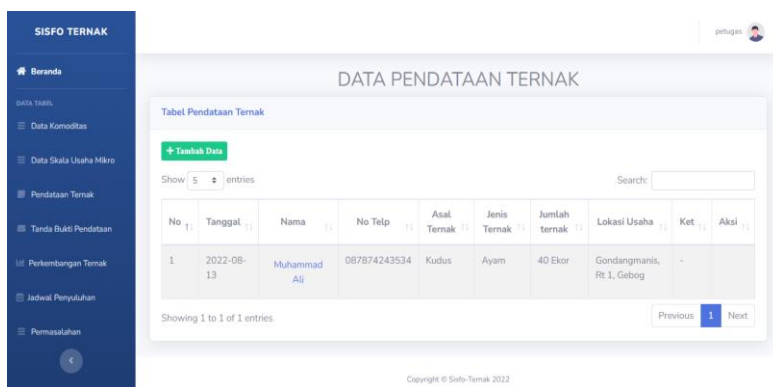 SISFO TERNAK
petugas
Beranda
DATA TABEL
Data Komoditas
Data Skala Usaha Mikro
Pendataan Ternak
Tanda Bukti Pendataan
Perkembangan Ternak
Jadwal Penyuluhan
Permasalahan
DATA PENDATAAN TERNAK
Tabel Pendataan Ternak
+ Tambah Data
Show 5 entries
Search:
No Tanggal Nama No Telp Asal Ternak Jenis Ternak Jumlah ternak Lokasi Usaha Ket Aksi
1 2022-08-13 Muhammad Ali 087874243534 Kudus Ayam 40 Ekor Gondangmanis, Rt 1, Gebog -
Showing 1 to 1 of 1 entries
Previous 1 Next
Copyright © Sisfo-Ternak 2022